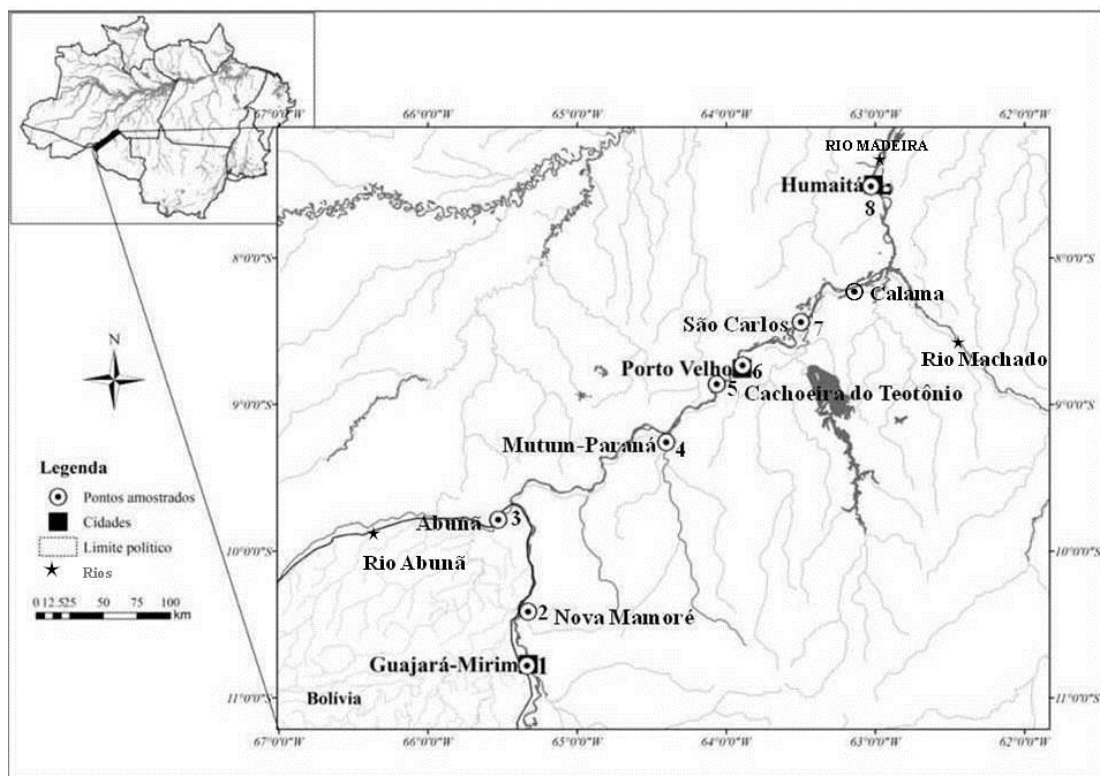 67°0'0"W
66°0'0"W
65°0'0"W
64°0'0"W
63°0'0"W
62°0'0"W
RIO MADEIRA
Humaitá
8
8°0'0"S
8°0'0"S
Calama
São Carlos
7
Rio Machado
Porto Velho
6
5
Cachoeira do Teotônio
9°0'0"S
9°0'0"S
N
Mutum-Paraná
4
Legenda
Pontos amostrados
Cidades
Limite político
Rios
0 12.5 25 50 75 100
km
Abunã
3
Rio Abunã
10°0'0"S
10°0'0"S
2
Nova Mamoré
Guajará-Mirim
1
Bolívia
11°0'0"S
11°0'0"S
67°0'0"W
66°0'0"W
65°0'0"W
64°0'0"W
63°0'0"W
62°0'0"W